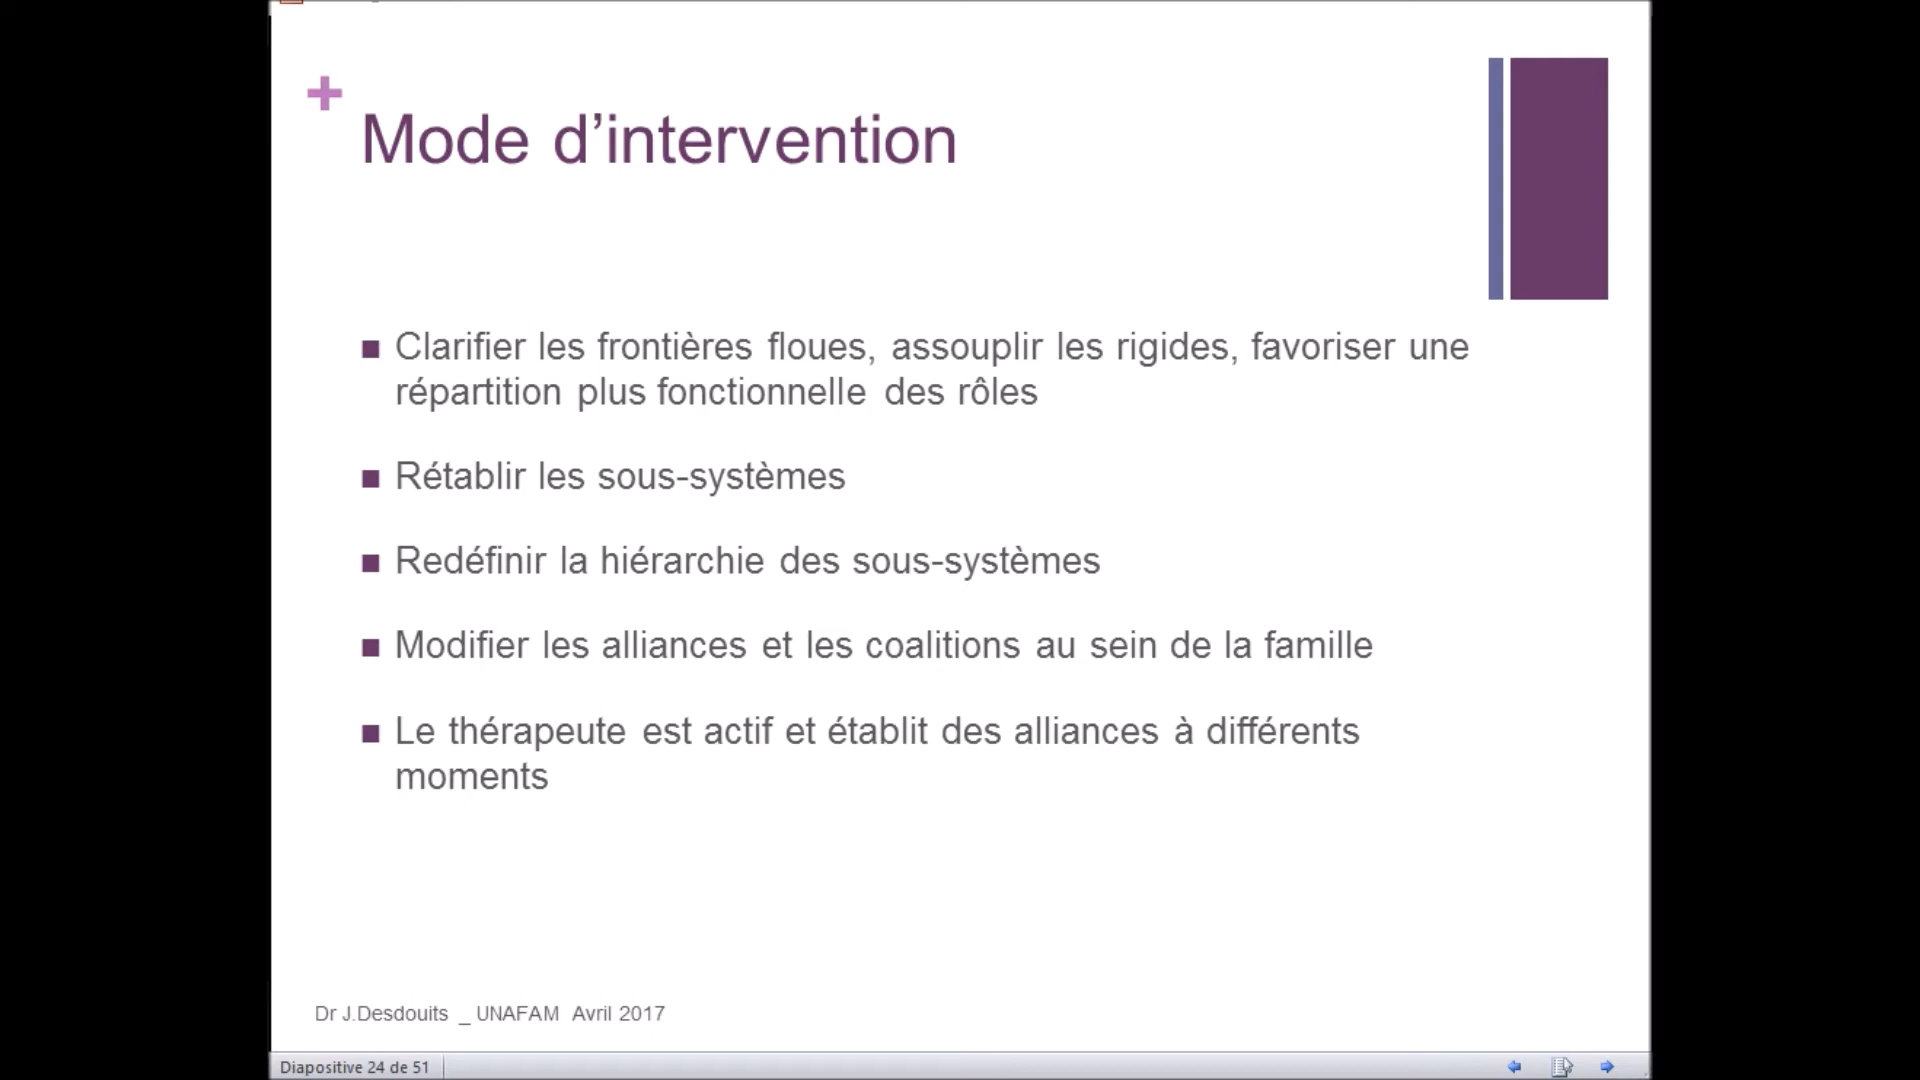 +
Mode d’intervention
■ Clarifier les frontières floues, assouplir les rigides, favoriser une
répartition plus fonctionnelle des rôles
■ Rétablir les sous-systèmes
■ Redéfinir la hiérarchie des sous-systèmes
■ Modifier les alliances et les coalitions au sein de la famille
■ Le thérapeute est actif et établit des alliances à différents
moments
Dr J.Desdouits _ UNAFAM Avril 2017
Diapositive 24 de 51